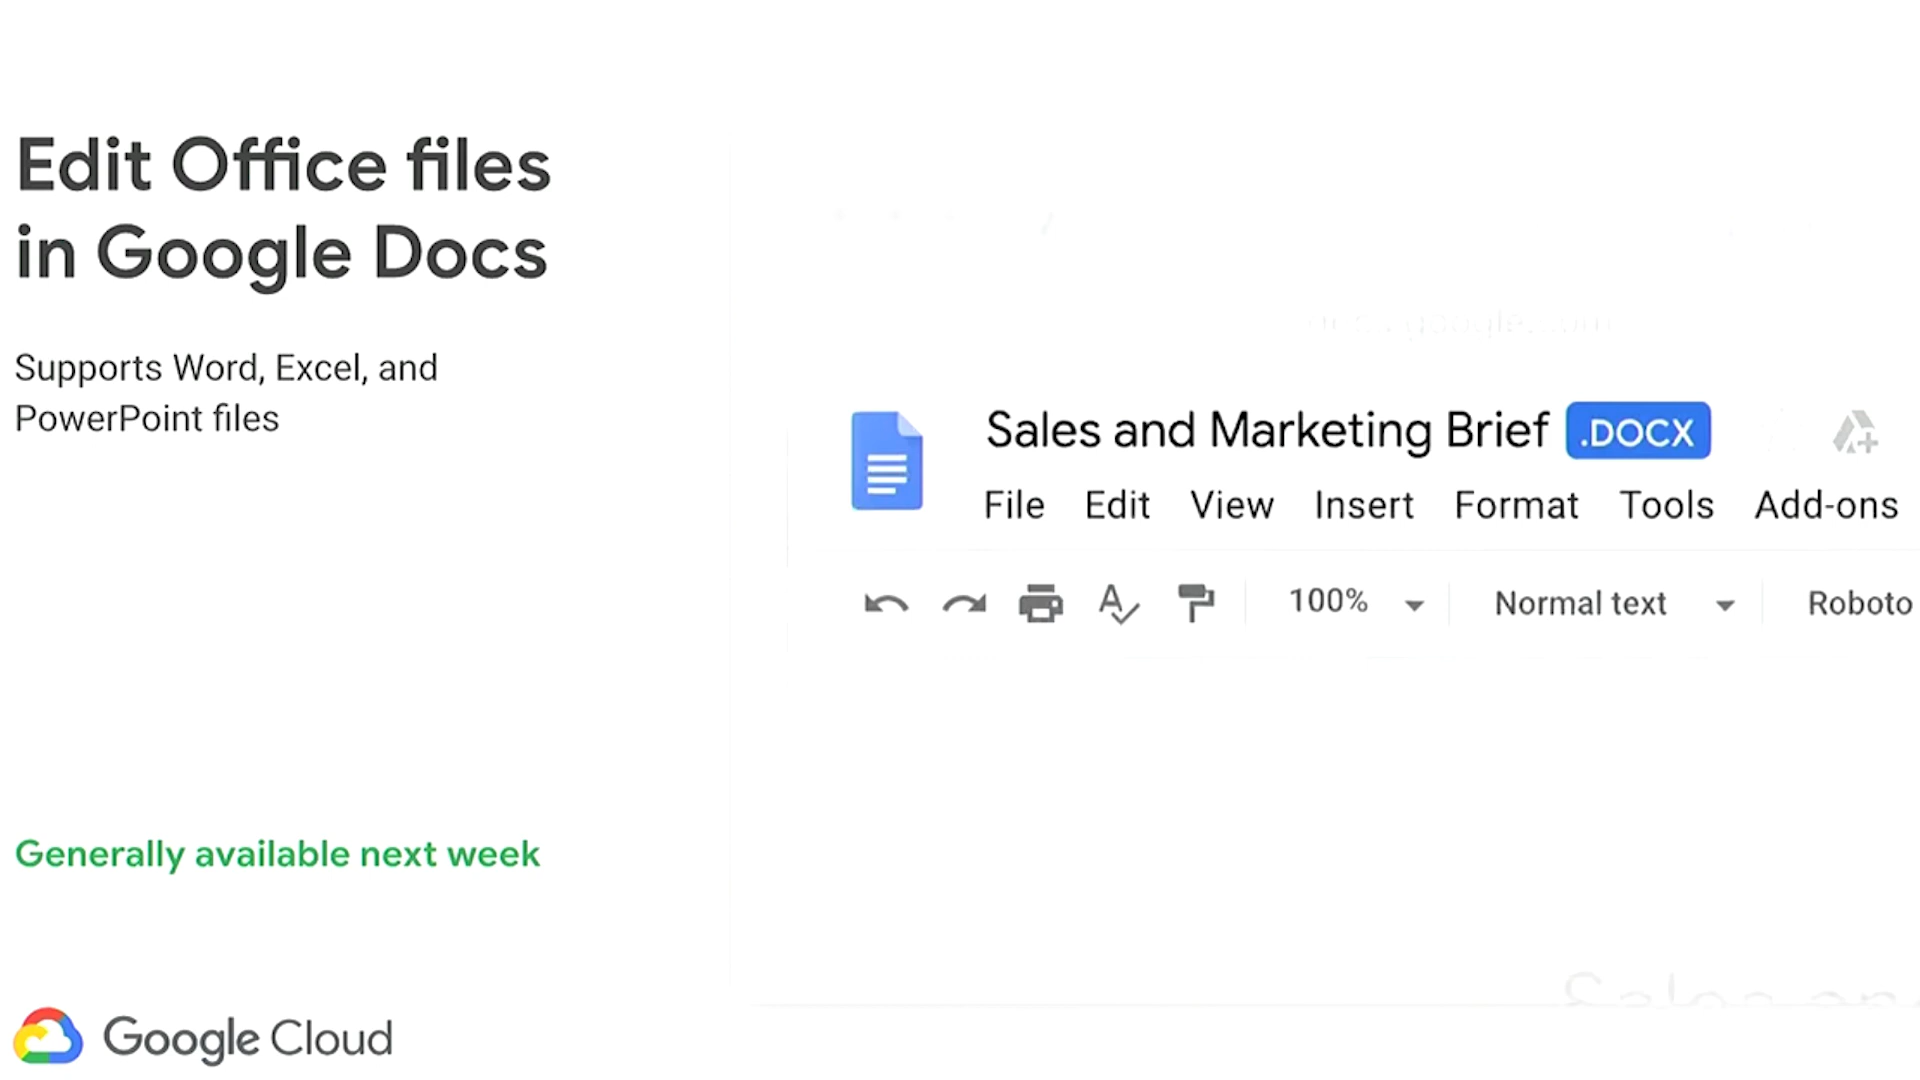 Edit Office files
in Google Docs
Supports Word, Excel, and
PowerPoint files
Generally available next week
Google Cloud
Sales and Marketing Brief .DOCX
File Edit View Insert Format Tools Add-ons
100% Normal text Roboto